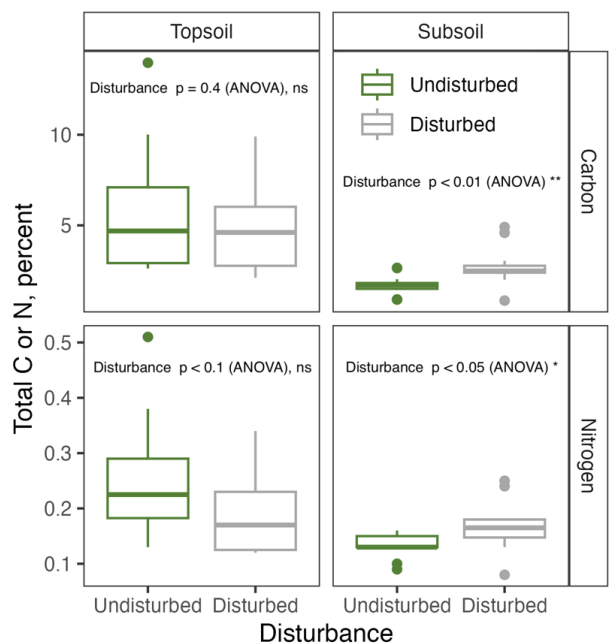 Topsoil
Subsoil
Disturbance p = 0.4 (ANOVA), ns
Undisturbed
Disturbed
Disturbance p < 0.01 (ANOVA) **
Carbon
10
5
Total C or N, percent
Disturbance p < 0.1 (ANOVA), ns
Disturbance p < 0.05 (ANOVA) *
Nitrogen
0.5
0.4
0.3
0.2
0.1
Undisturbed Disturbed
Undisturbed Disturbed
Disturbance